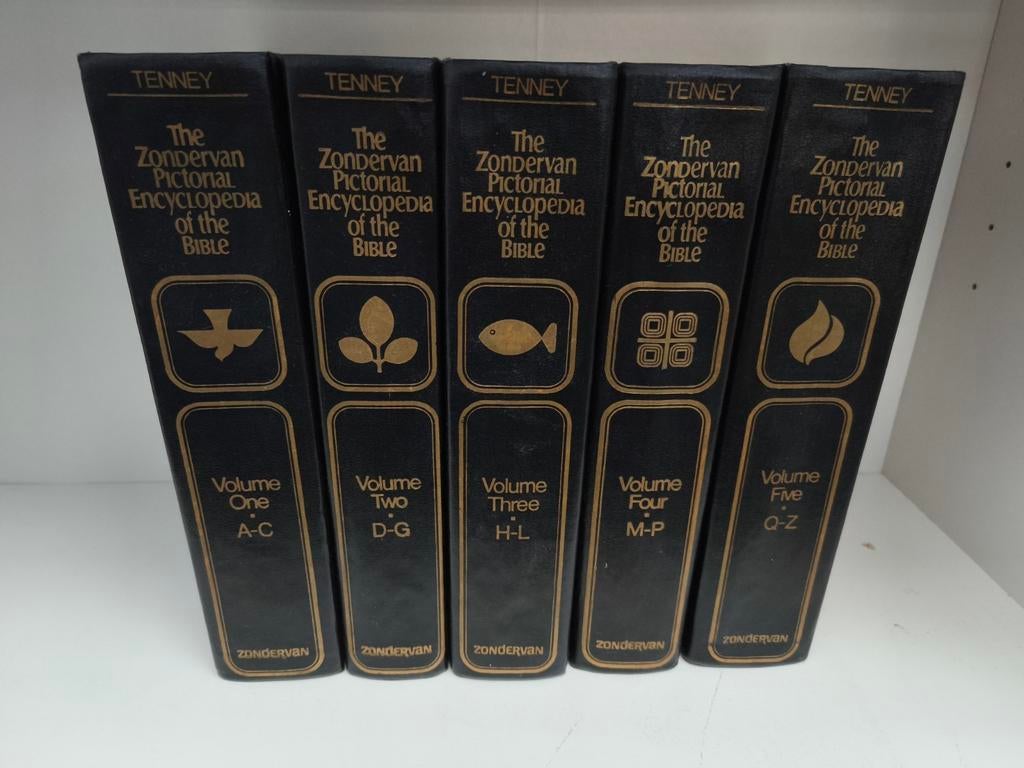 TENNEY
The
Zondervan
Pictorial
Encyclopedia
of the
Bible
Volume
One
A-C
ZONDERVAN
TENNEY
The
Zondervan
Pictorial
Encyclopedia
of the
Bible
Volume
Two
D-G
ZONDERVAN
TENNEY
The
Zondervan
Pictorial
Encyclopedia
of the
Bible
Volume
Three
H-L
ZONDERVAN
TENNEY
The
Zondervan
Pictorial
Encyclopedia
of the
Bible
Volume
Four
M-P
ZONDERVAN
TENNEY
The
Zondervan
Pictorial
Encyclopedia
of the
Bible
Volume
Five
Q-Z
ZONDERVAN